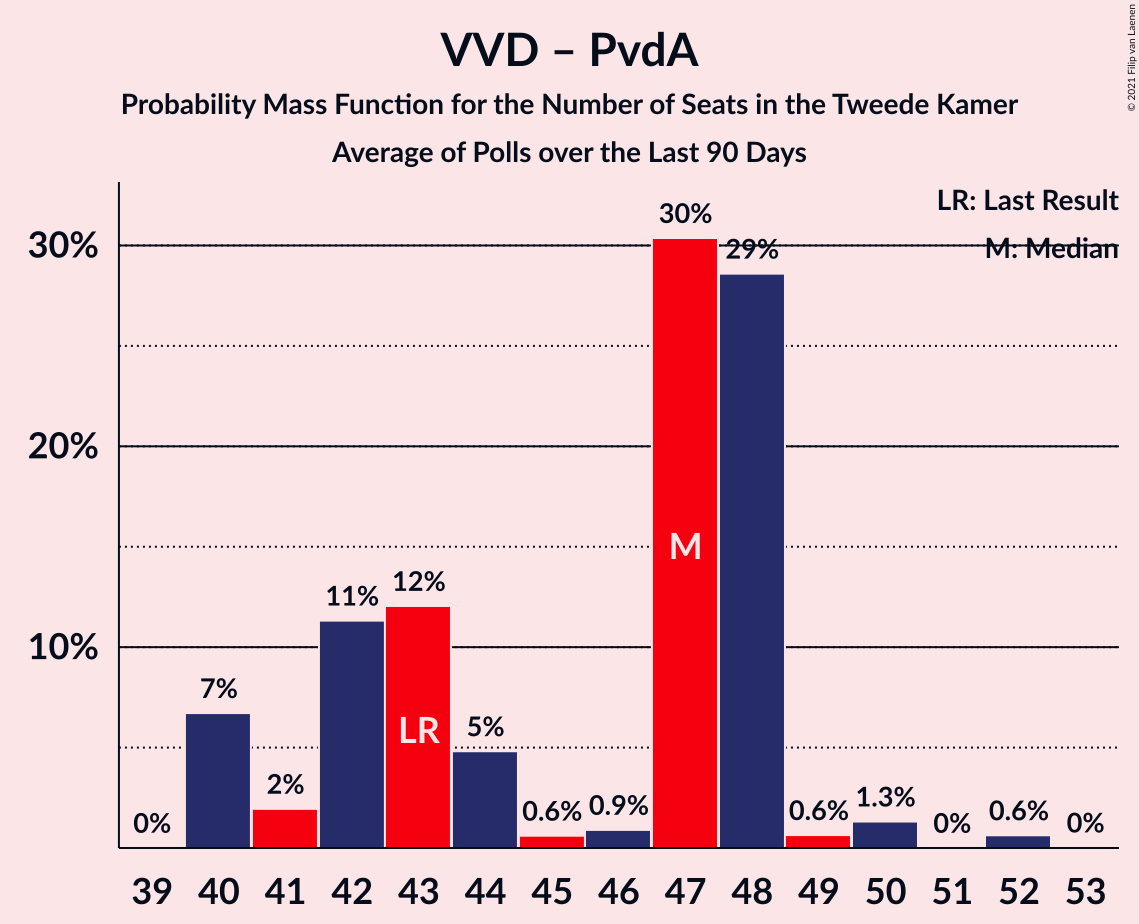 VVD – PvdA
Probability Mass Function for the Number of Seats in the Tweede Kamer
Average of Polls over the Last 90 Days
© 2021 Filip van Laenen
LR: Last Result
M: Median
30%
20%
10%
0%
7%
2%
11%
12%
5%
0.6%
0.9%
30%
29%
0.6%
1.3%
0%
0.6%
0%
LR
M
39 40 41 42 43 44 45 46 47 48 49 50 51 52 53